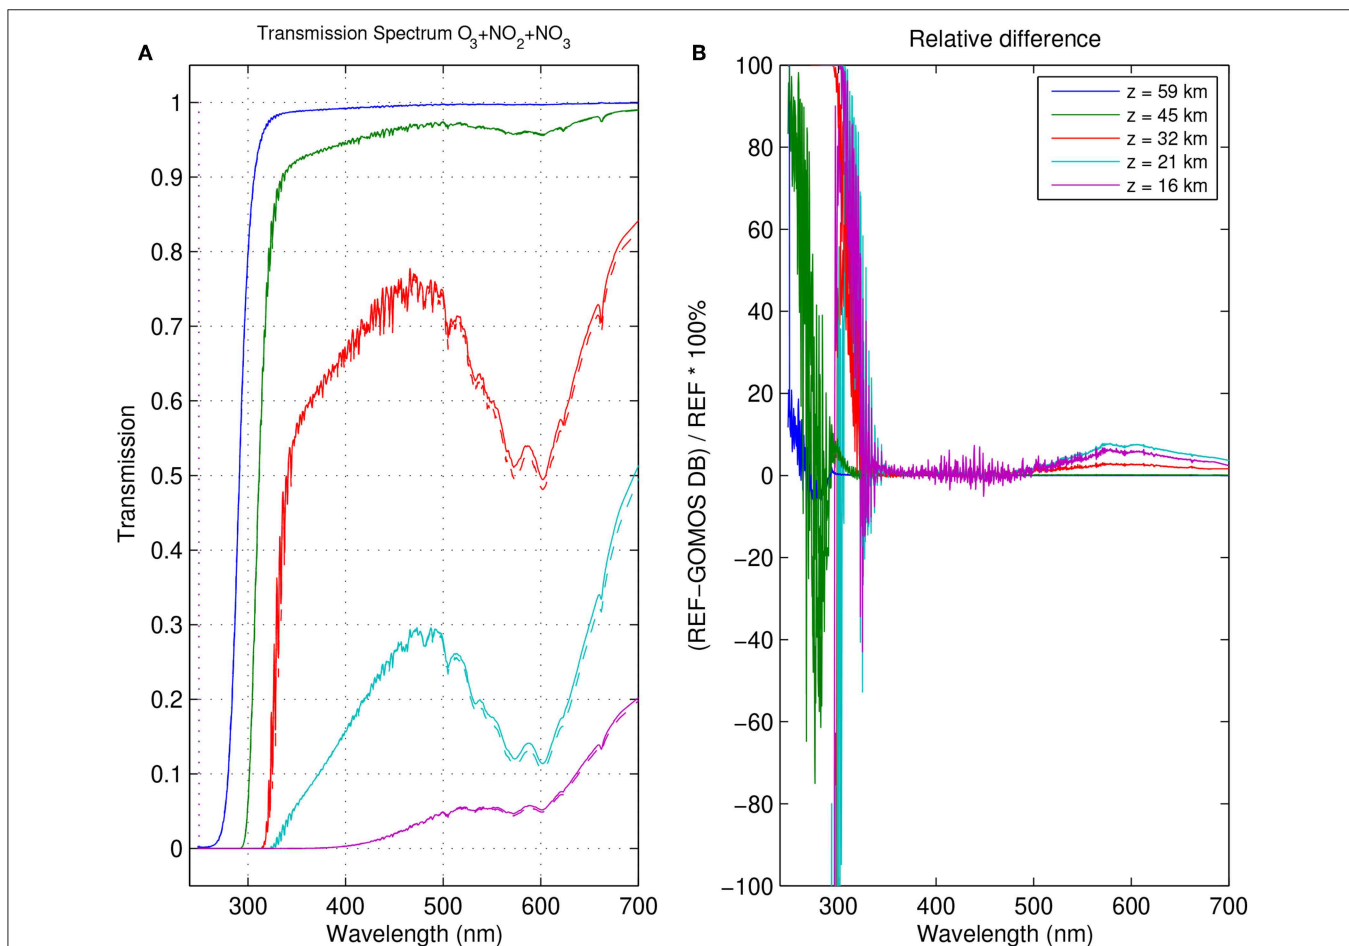 A
Transmission Spectrum O3+NO2+NO3
1
0.9
0.8
0.7
0.6
0.5
0.4
0.3
0.2
0.1
0
Transmission
300
400
500
600
700
Wavelength (nm)
B
Relative difference
100
80
60
40
20
0
−20
−40
−60
−80
−100
(REF−GOMOS DB) / REF * 100%
z = 59 km
z = 45 km
z = 32 km
z = 21 km
z = 16 km
300
400
500
600
700
Wavelength (nm)